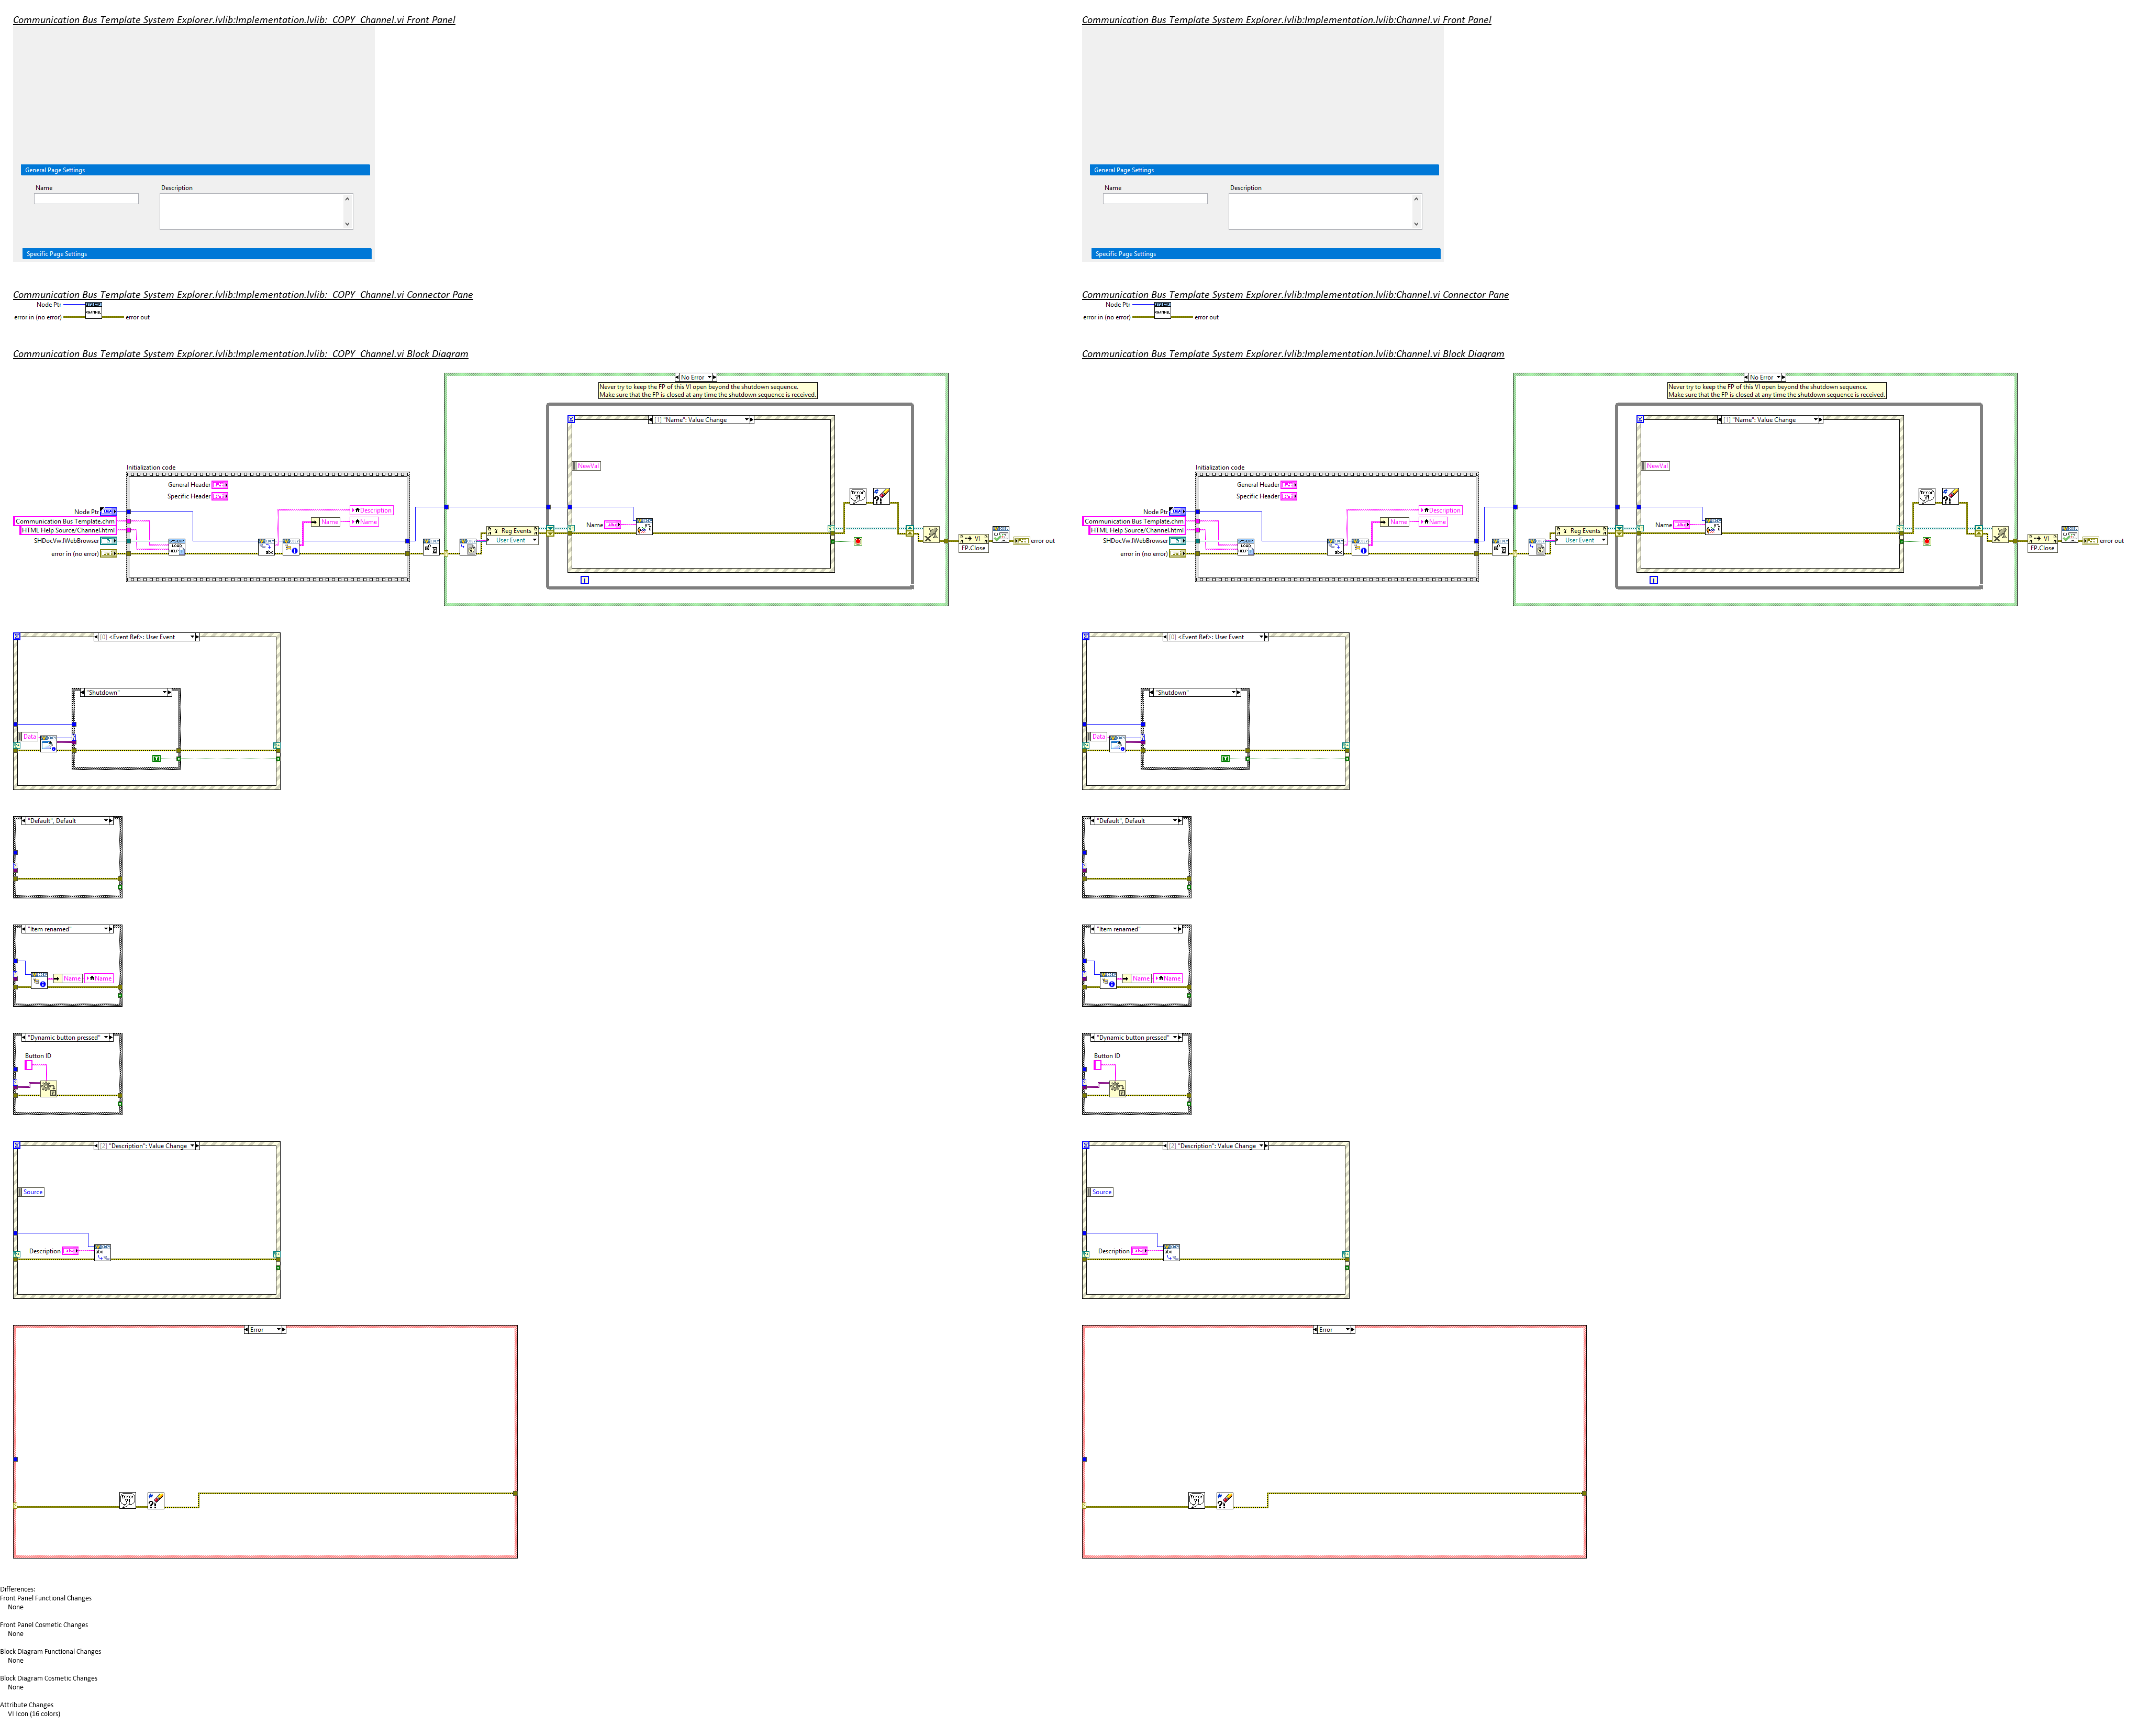 Communication Bus Template System Explorer.lvlib:Implementation.lvlib:_COPY_Channel.vi Front Panel
General Page Settings
Name
Description
Specific Page Settings
Communication Bus Template System Explorer.lvlib:Implementation.lvlib:_COPY_Channel.vi Connector Pane
Node Ptr
error in (no error)
error out
Communication Bus Template System Explorer.lvlib:Implementation.lvlib:_COPY_Channel.vi Block Diagram
No Error
Never try to keep the FP of this VI open beyond the shutdown sequence.
Make sure that the FP is closed at any time the shutdown sequence is received.
[1] "Name": Value Change
NewVal
Initialization code
General Header
Specific Header
Node Ptr
Communication Bus Template.chm
HTML Help Source/Channel.html
SHDocVw.IWebBrowser
error in (no error)
Description
Name
Name
Reg Events
User Event
Name
VI
FP.Close
error out
[0] <Event Ref>: User Event
"Shutdown"
Data
"Default", Default
"Item renamed"
Name
Name
"Dynamic button pressed"
Button ID
[2] "Description": Value Change
Source
Description
Error
Differences:
Front Panel Functional Changes
None
Front Panel Cosmetic Changes
None
Block Diagram Functional Changes
None
Block Diagram Cosmetic Changes
None
Attribute Changes
VI Icon (16 colors)
Communication Bus Template System Explorer.lvlib:Implementation.lvlib:Channel.vi Front Panel
General Page Settings
Name
Description
Specific Page Settings
Communication Bus Template System Explorer.lvlib:Implementation.lvlib:Channel.vi Connector Pane
Node Ptr
error in (no error)
error out
Communication Bus Template System Explorer.lvlib:Implementation.lvlib:Channel.vi Block Diagram
No Error
Never try to keep the FP of this VI open beyond the shutdown sequence.
Make sure that the FP is closed at any time the shutdown sequence is received.
[1] "Name": Value Change
NewVal
Initialization code
General Header
Specific Header
Node Ptr
Communication Bus Template.chm
HTML Help Source/Channel.html
SHDocVw.IWebBrowser
error in (no error)
Description
Name
Name
Reg Events
User Event
Name
VI
FP.Close
error out
[0] <Event Ref>: User Event
"Shutdown"
Data
"Default", Default
"Item renamed"
Name
Name
"Dynamic button pressed"
Button ID
[2] "Description": Value Change
Source
Description
Error